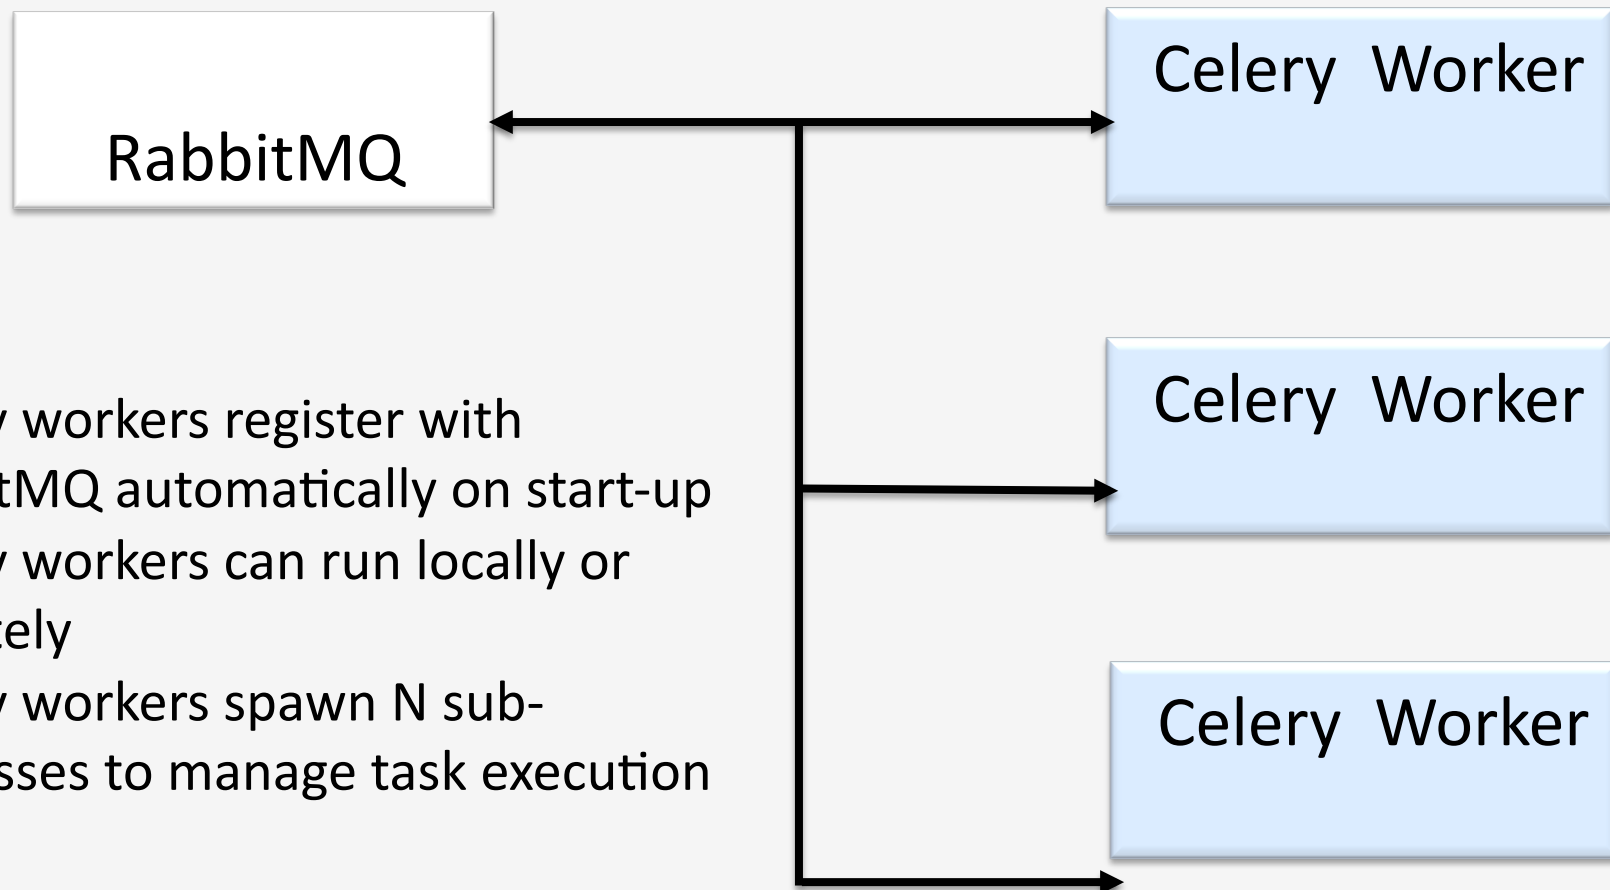 RabbitMQ
Celery Worker
y workers register with
tMQ automatically on start-up
y workers can run locally or
tely
y workers spawn N sub-
sses to manage task execution
Celery Worker
Celery Worker